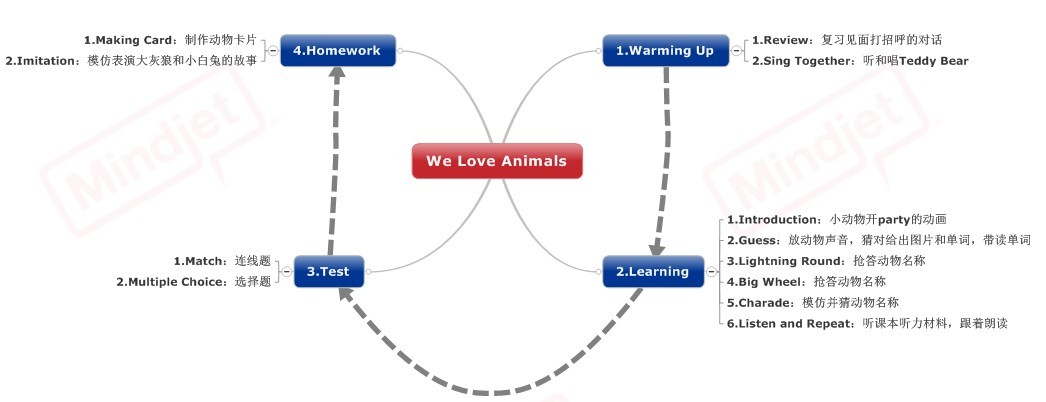 We Love Animals
1.Warming Up
1.Review：复习见面打招呼的对话
2.Sing Together：听和唱Teddy Bear
2.Learning
1.Introduction：小动物开party的动画
2.Guess：放动物声音，猜对给出图片和单词，带读单词
3.Lightning Round：抢答动物名称
4.Big Wheel：抢答动物名称
5.Charade：模仿并猜动物名称
6.Listen and Repeat：听课本听力材料，跟着朗读
3.Test
1.Match：连线题
2.Multiple Choice：选择题
4.Homework
1.Making Card：制作动物卡片
2.Imitation：模仿表演大灰狼和小白兔的故事
Mindjet
Mindjet